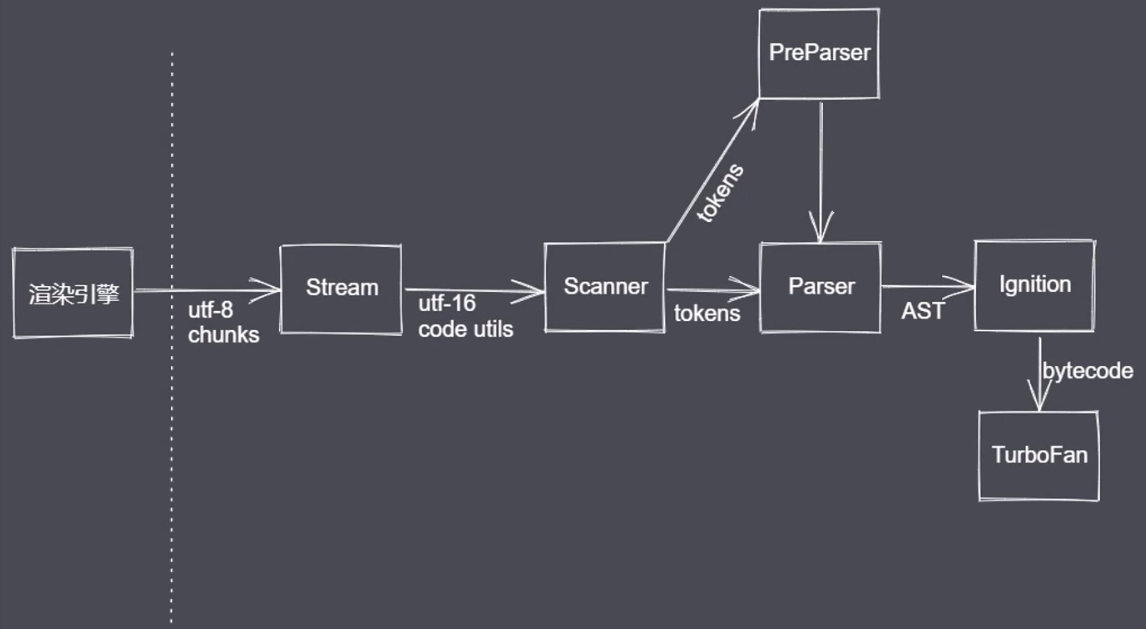 PreParser
tokens
渲染引擎
utf-8
chunks
Stream
utf-16
code utils
Scanner
tokens
Parser
AST
Ignition
bytecode
TurboFan